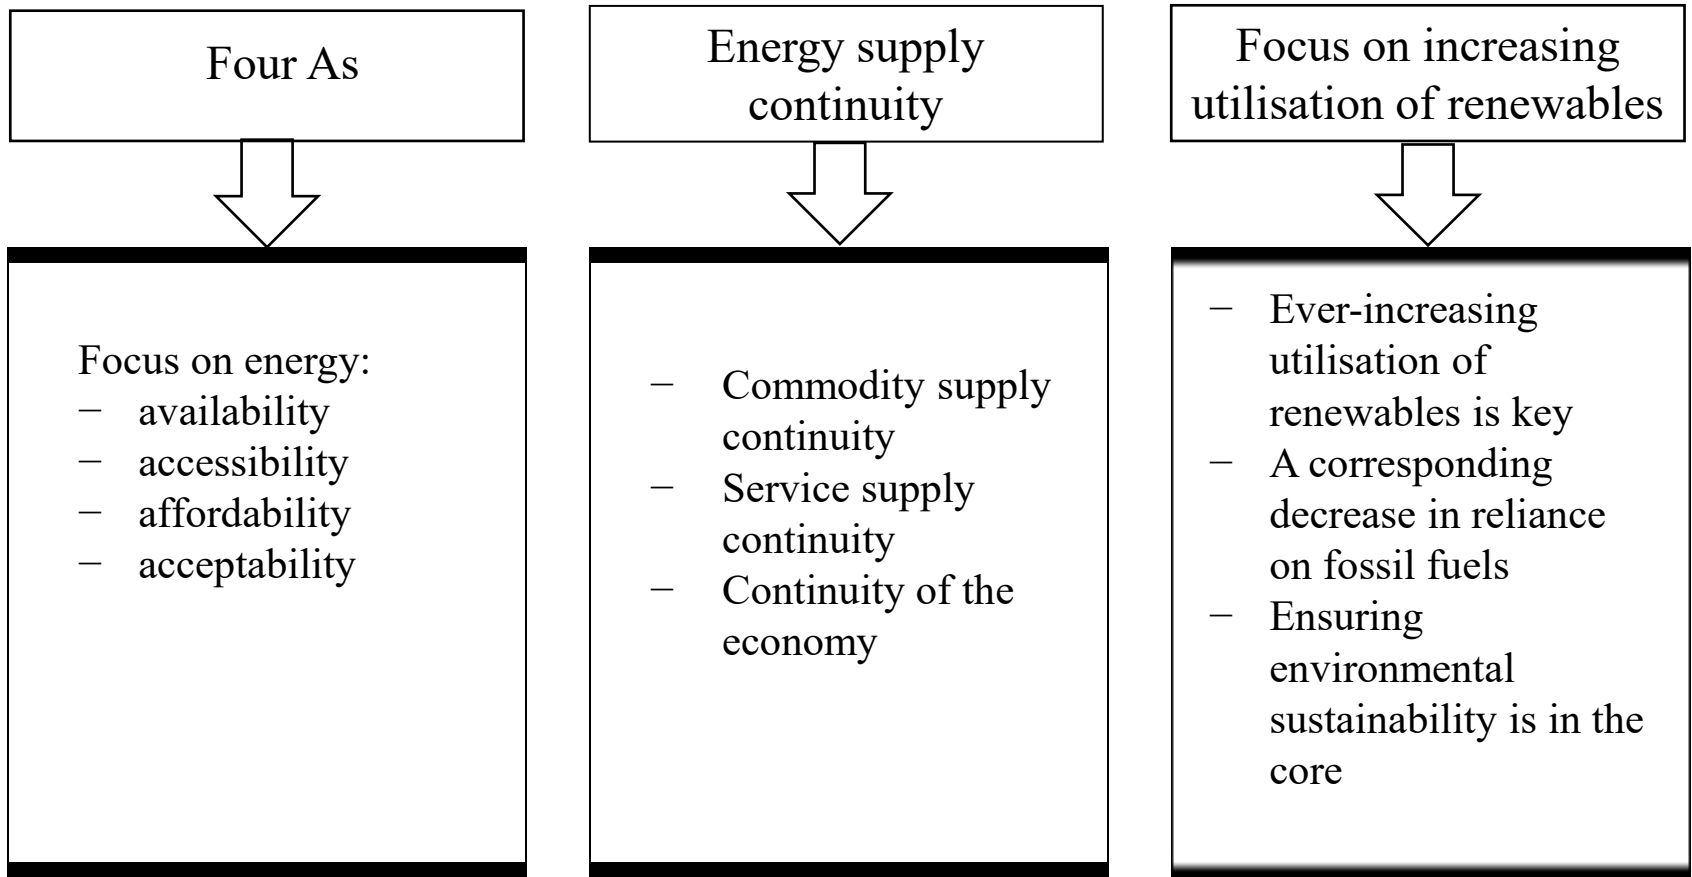 Four As
Focus on energy:
− availability
− accessibility
− affordability
− acceptability
Energy supply
continuity
− Commodity supply
continuity
− Service supply
continuity
− Continuity of the
economy
Focus on increasing
utilisation of renewables
− Ever-increasing
utilisation of
renewables is key
− A corresponding
decrease in reliance
on fossil fuels
− Ensuring
environmental
sustainability is in the
core